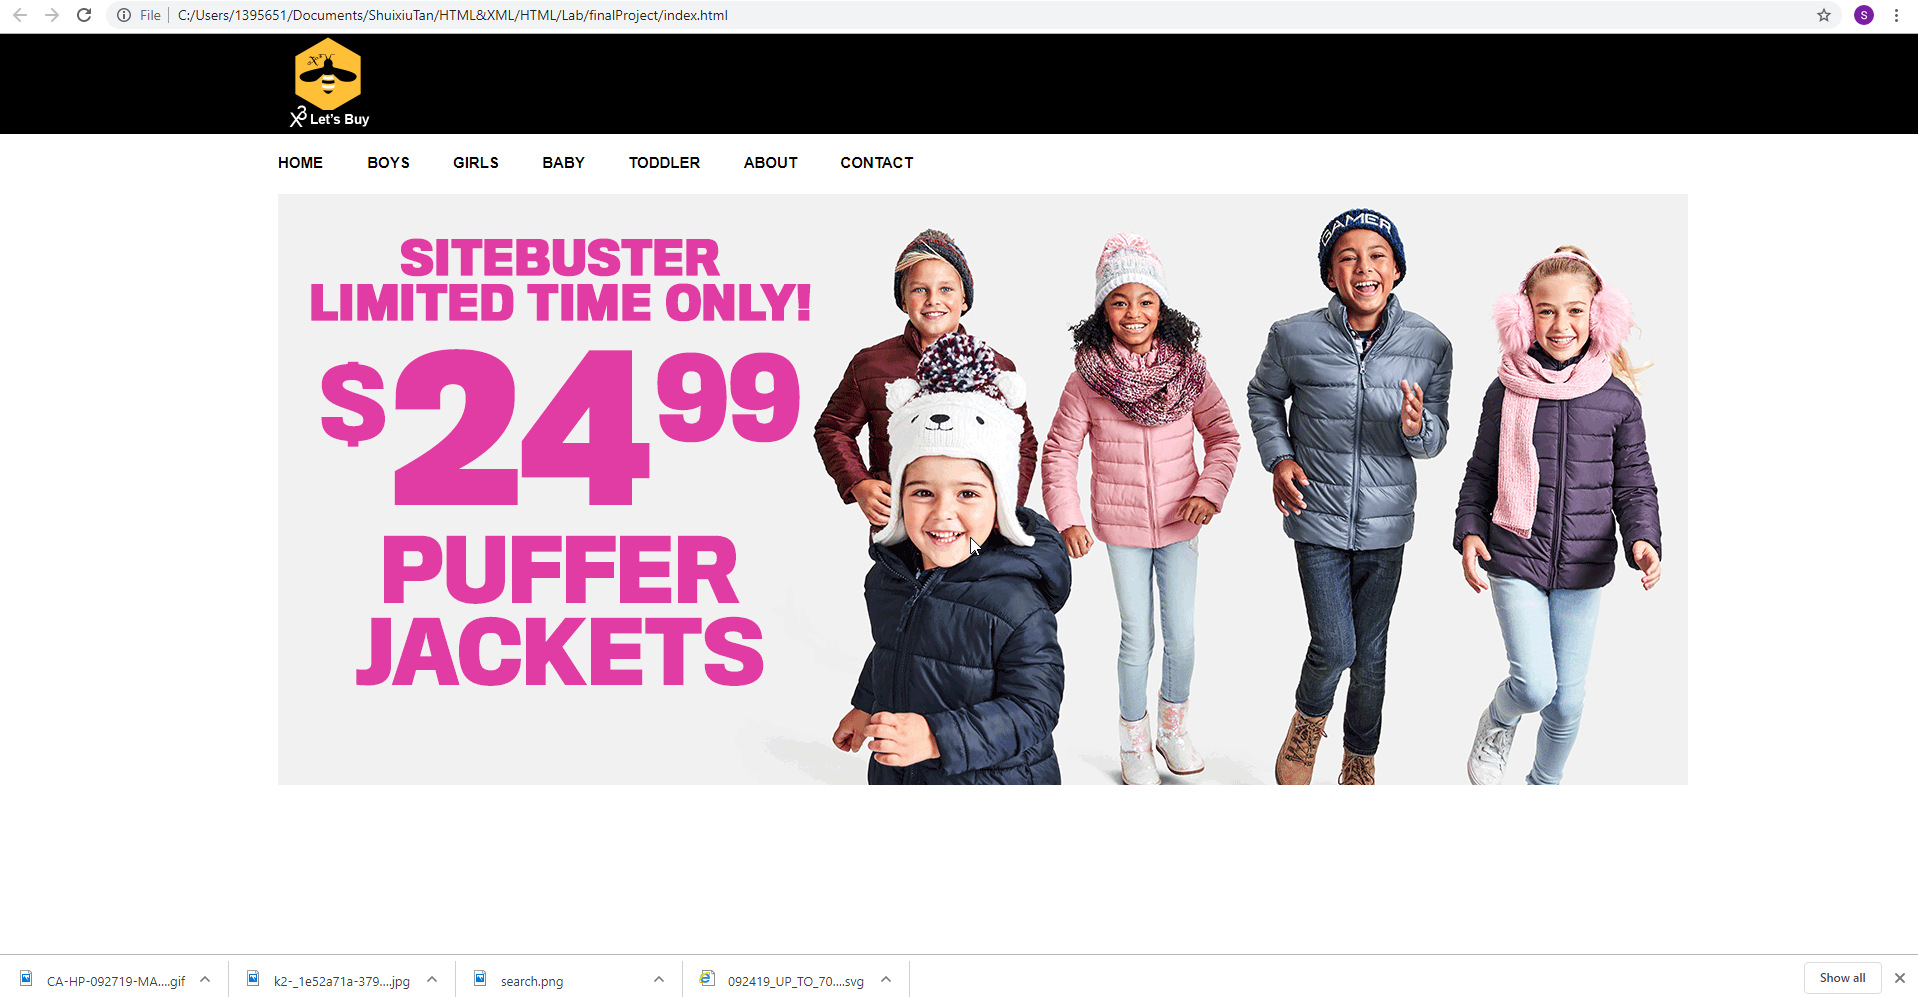 File
C:/Users/1395651/Documents/ShuixiuTan/HTML&XML/HTML/Lab/finalProject/index.html
S
X3 Let's Buy
HOME BOYS GIRLS BABY TODDLER ABOUT CONTACT
SITEBUSTER
LIMITED TIME ONLY!
$24 99
PUFFER
JACKETS
GAMER
CA-HP-092719-MA....gif
k2-_1e52a71a-379....jpg
search.png
092419_UP_TO_70....svg
Show all